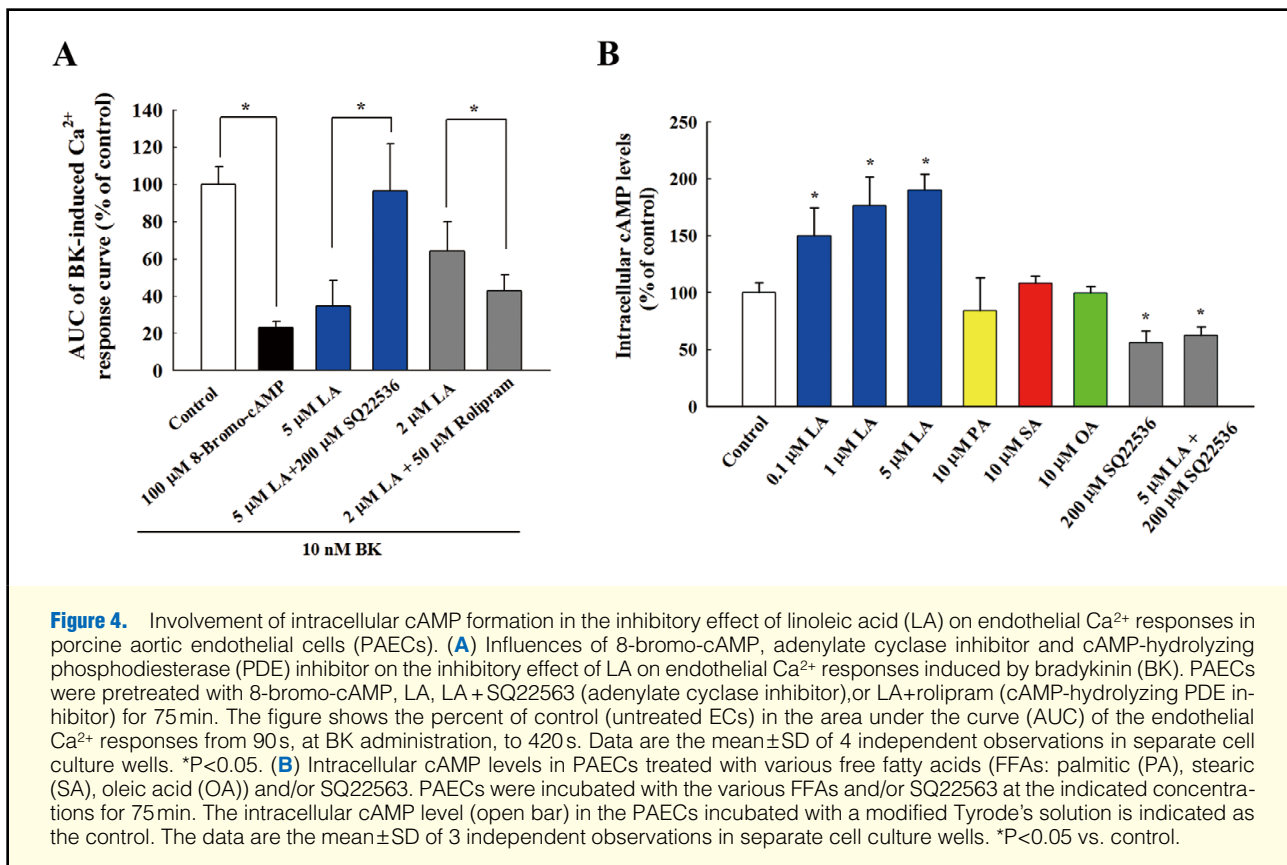 A
AUC of BK-induced Ca2+
response curve (% of control)
140
120
100
80
60
40
20
0
*
*
*
Control
100 µM 8-Bromo-cAMP
5 µM LA
5 µM LA+200 µM SQ22536
2 µM LA
2 µM LA +50 µM Rolipram
10 nM BK
B
Intracellular cAMP levels
(% of control)
250
200
150
100
50
0
*
*
*
*
*
Control
0.1 µM LA
1 µM LA
5 µM LA
10 µM PA
10 µM SA
10 µM OA
200 µM SQ22536
5 µM LA +
200 µM SQ22536
Figure 4. Involvement of intracellular cAMP formation in the inhibitory effect of linoleic acid (LA) on endothelial Ca2+ responses in
porcine aortic endothelial cells (PAECs). (A) Influences of 8-bromo-cAMP, adenylate cyclase inhibitor and cAMP-hydrolyzing
phosphodiesterase (PDE) inhibitor on the inhibitory effect of LA on endothelial Ca2+ responses induced by bradykinin (BK). PAECs
were pretreated with 8-bromo-cAMP, LA, LA+SQ22563 (adenylate cyclase inhibitor),or LA+rolipram (cAMP-hydrolyzing PDE in-
hibitor) for 75min. The figure shows the percent of control (untreated ECs) in the area under the curve (AUC) of the endothelial
Ca2+ responses from 90s, at BK administration, to 420s. Data are the mean±SD of 4 independent observations in separate cell
culture wells. *P<0.05. (B) Intracellular cAMP levels in PAECs treated with various free fatty acids (FFAs: palmitic (PA), stearic
(SA), oleic acid (OA)) and/or SQ22563. PAECs were incubated with the various FFAs and/or SQ22563 at the indicated concentra-
tions for 75min. The intracellular cAMP level (open bar) in the PAECs incubated with a modified Tyrode's solution is indicated as
the control. The data are the mean±SD of 3 independent observations in separate cell culture wells. *P<0.05 vs. control.